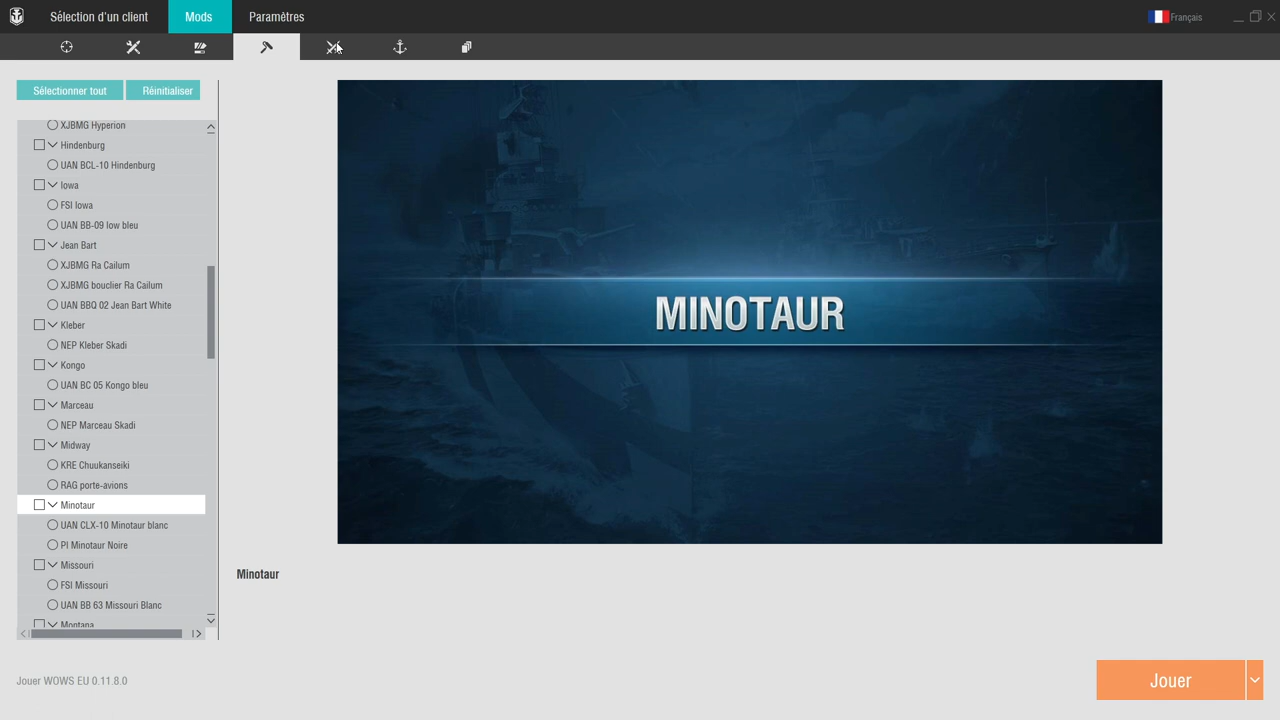 Sélection d'un client
Mods
Paramètres
Français
Sélectionner tout
Réinitialiser
XJBMG Hyperion
Hindenburg
UAN BCL-10 Hindenburg
Iowa
FSI Iowa
UAN BB-09 Iow bleu
Jean Bart
XJBMG Ra Cailum
XJBMG bouclier Ra Cailum
UAN BBQ 02 Jean Bart White
Kleber
NEP Kleber Skadi
Kongo
UAN BC 05 Kongo bleu
Marceau
NEP Marceau Skadi
Midway
KRE Chuukanseiki
RAG porte-avions
Minotaur
UAN CLX-10 Minotaur blanc
PI Minotaur Noire
Missouri
FSI Missouri
UAN BB 63 Missouri Blanc
Montana
MINOTAUR
Minotaur
Jouer WOWS EU 0.11.8.0
Jouer